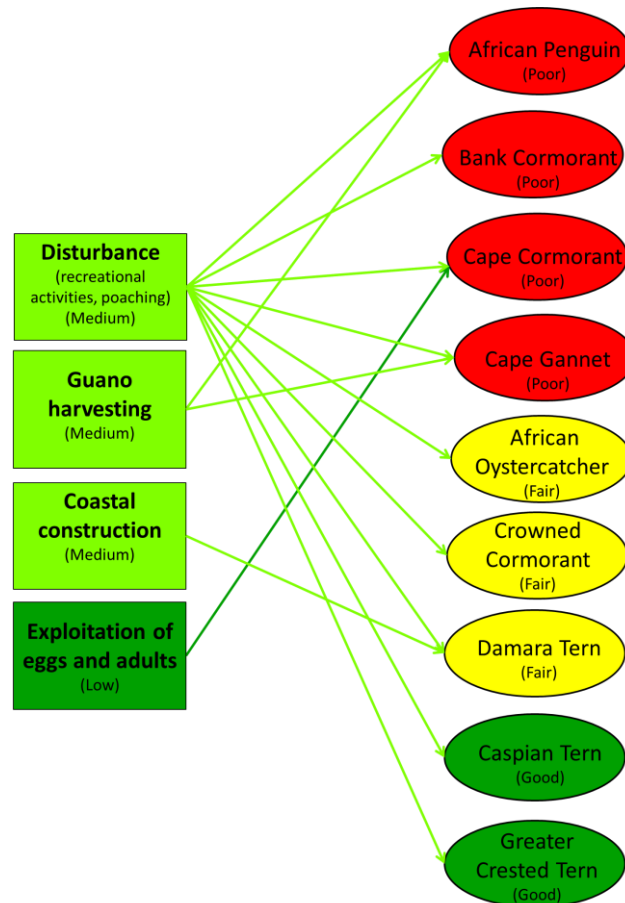 Disturbance
(recreational
activities, poaching)
(Medium)
Guano
harvesting
(Medium)
Coastal
construction
(Medium)
Exploitation of
eggs and adults
(Low)
African Penguin
(Poor)
Bank Cormorant
(Poor)
Cape Cormorant
(Poor)
Cape Gannet
(Poor)
African
Oystercatcher
(Fair)
Crowned
Cormorant
(Fair)
Damara Tern
(Fair)
Caspian Tern
(Good)
Greater
Crested Tern
(Good)